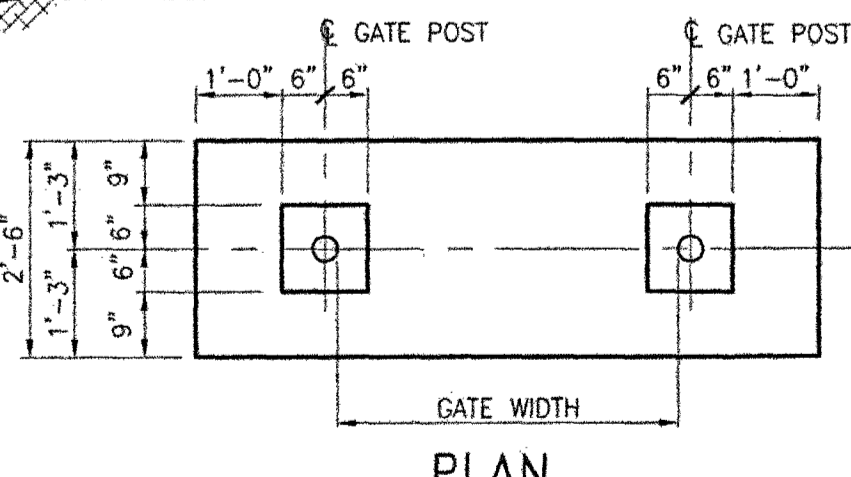 ℄ GATE POST
℄ GATE POST
1'-0" 6" 6"
6" 6" 1'-0"
2'-6"
1'-3"
1'-3"
9"
6"
6"
9"
GATE WIDTH
PLAN